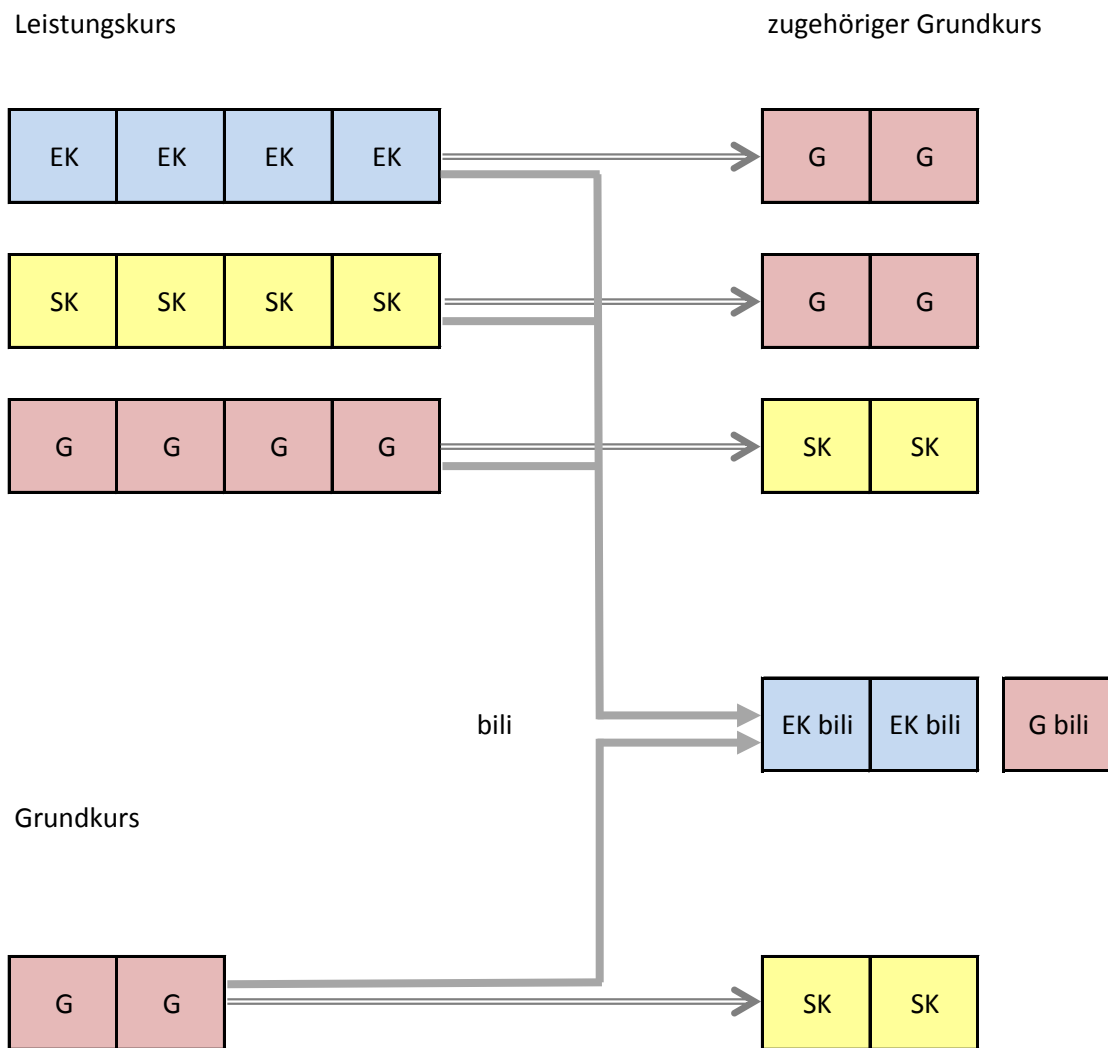 Leistungskurs zugehöriger Grundkurs
EK EK EK EK G G
SK SK SK SK G G
G G G G SK SK
bili EK bili EK bili G bili
Grundkurs
G G SK SK